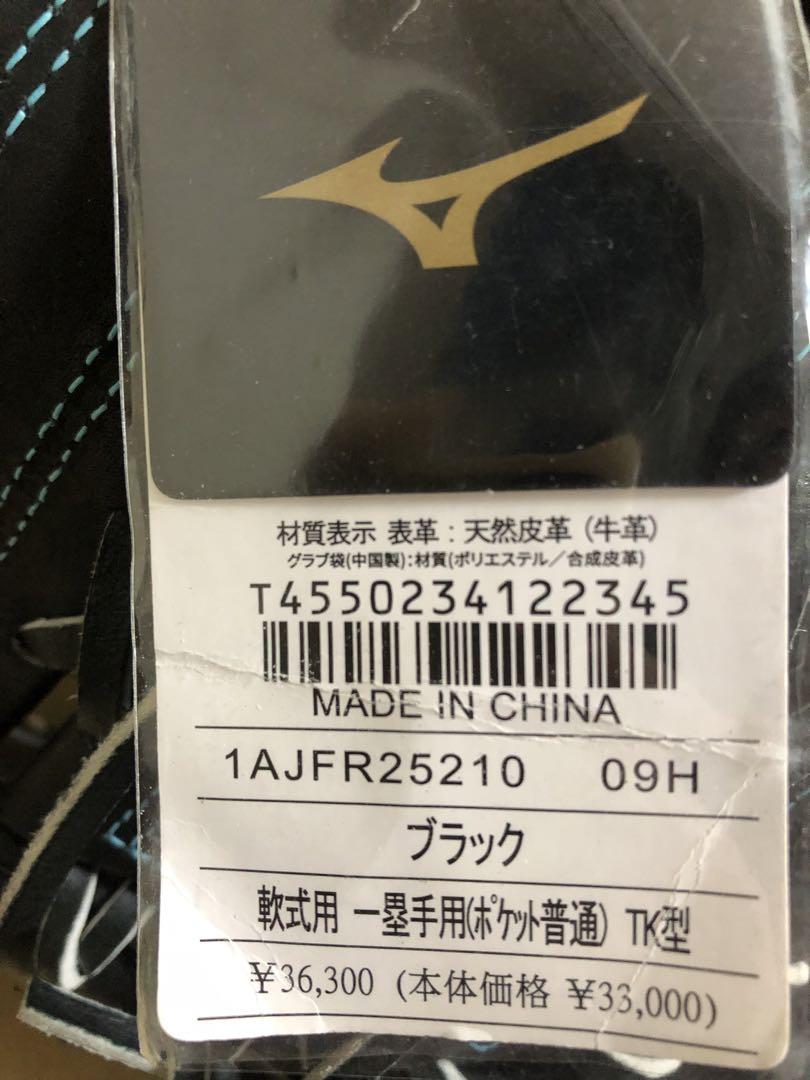 材質表示 表革：天然皮革（牛革）
グラブ袋(中国製):材質(ポリエステル／合成皮革)
T4550234122345
MADE IN CHINA
1AJFR25210 09H
ブラック
軟式用 一塁手用(ポケット普通) TK型
¥36,300 (本体価格 ¥33,000)